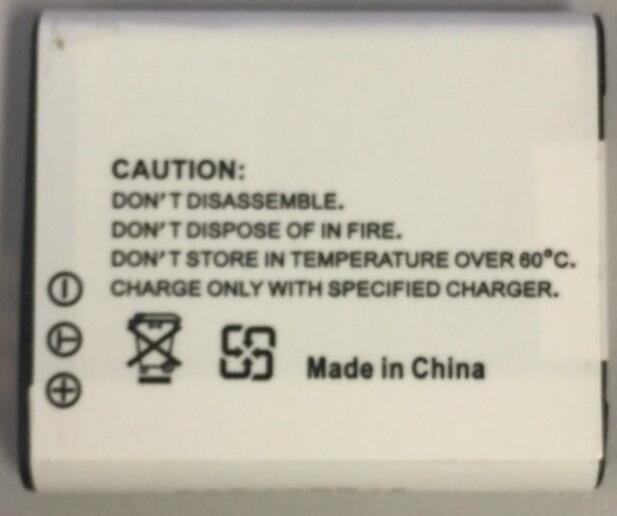 CAUTION:
DON'T DISASSEMBLE.
DON'T DISPOSE OF IN FIRE.
DON'T STORE IN TEMPERATURE OVER 60°C.
CHARGE ONLY WITH SPECIFIED CHARGER.
Made in China